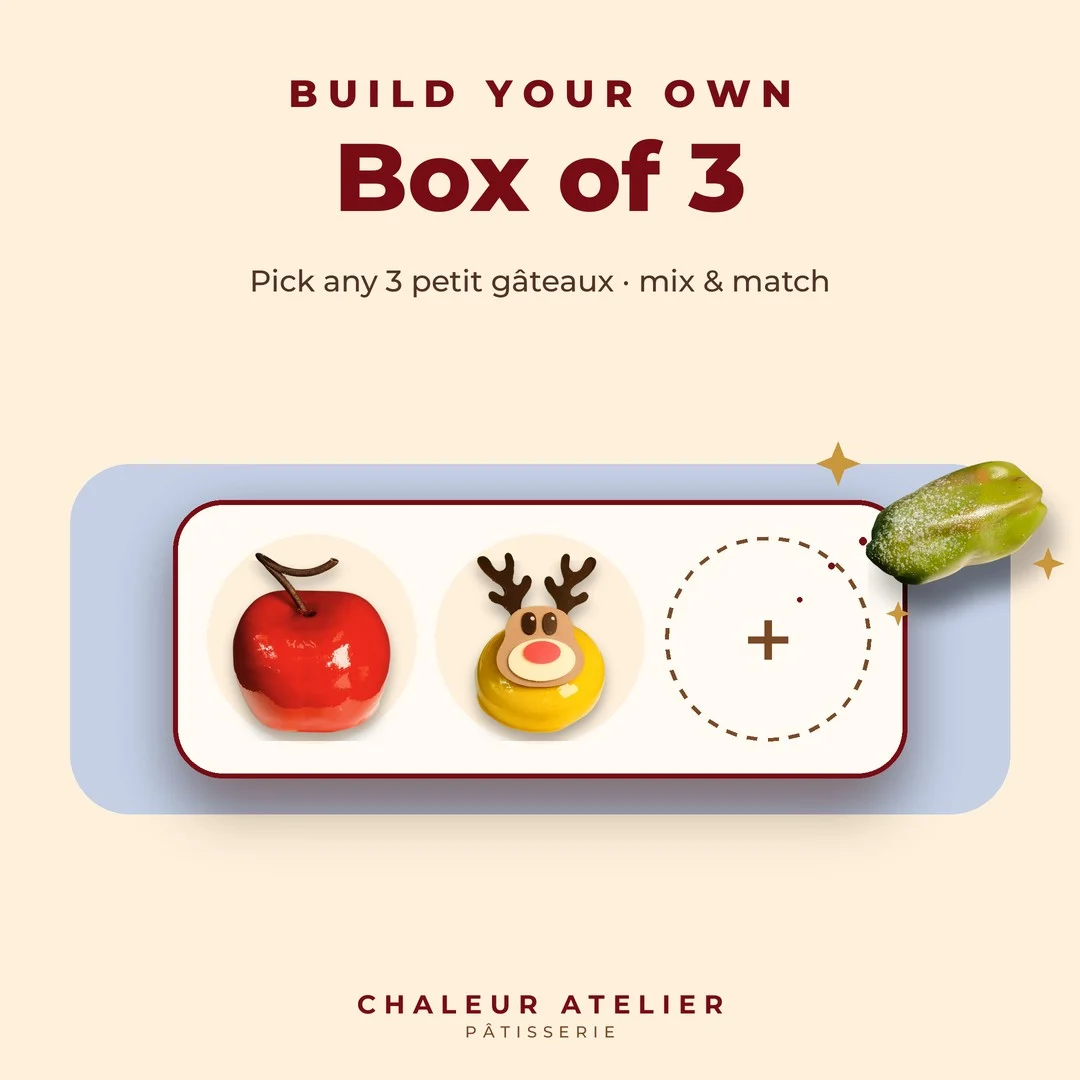 BUILD YOUR OWN
Box of 3
Pick any 3 petit gâteaux · mix & match
+
CHALEUR ATELIER
PÂTISSERIE